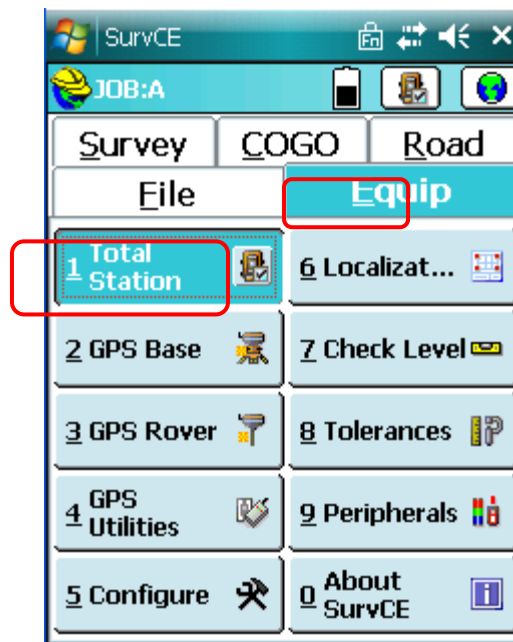 SurvCE
Fn
JOB:A
Survey COGO Road
File Equip
1 Total
Station
6 Localizat...
2 GPS Base
7 Check Level
3 GPS Rover
8 Tolerances
4 GPS
Utilities
9 Peripherals
5 Configure
0 About
SurvCE